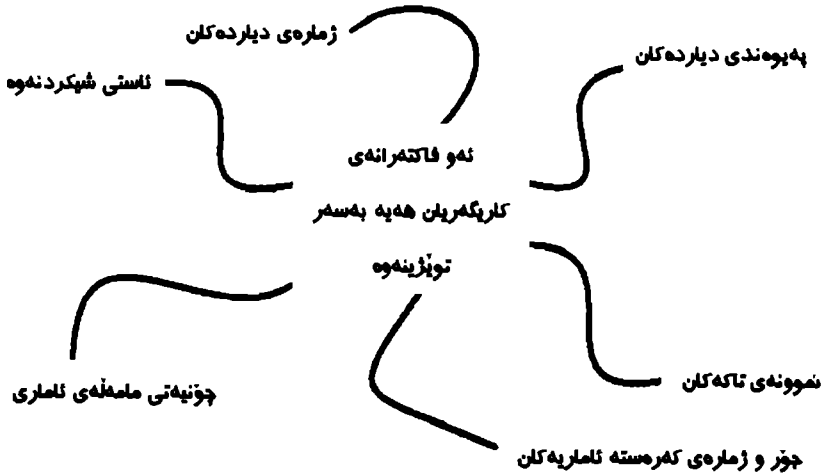 ژمارەی دیاردەکان
پەیوەندی دیاردەکان
ئاستی شیکردنەوە
ئەو فاکتەرانەی
کاریگەریان هەیە بەسەر
توێژینەوە
نموونەی تاکەکان
چۆنیەتی مامەڵەی ئاماری
جۆر و ژمارەی کەرەستە ئاماریەکان